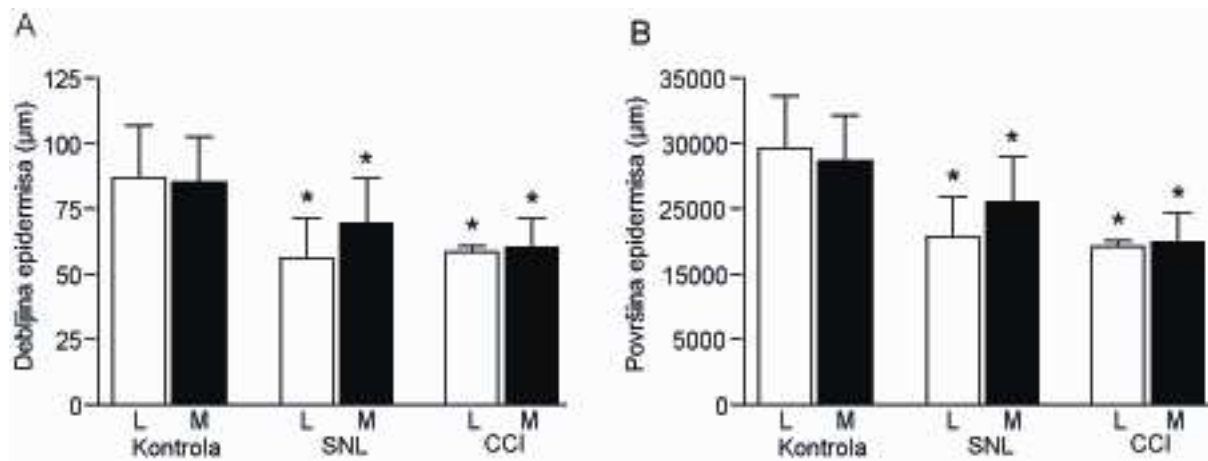 A
Debljina epidermisa (µm)
125
100
75
50
25
0
*
*
*
*
L
M
L
M
L
M
Kontrola
SNL
CCI
B
Površina epidermisa (µm)
35000
30000
25000
15000
5000
0
*
*
*
*
L
M
L
M
L
M
Kontrola
SNL
CCI